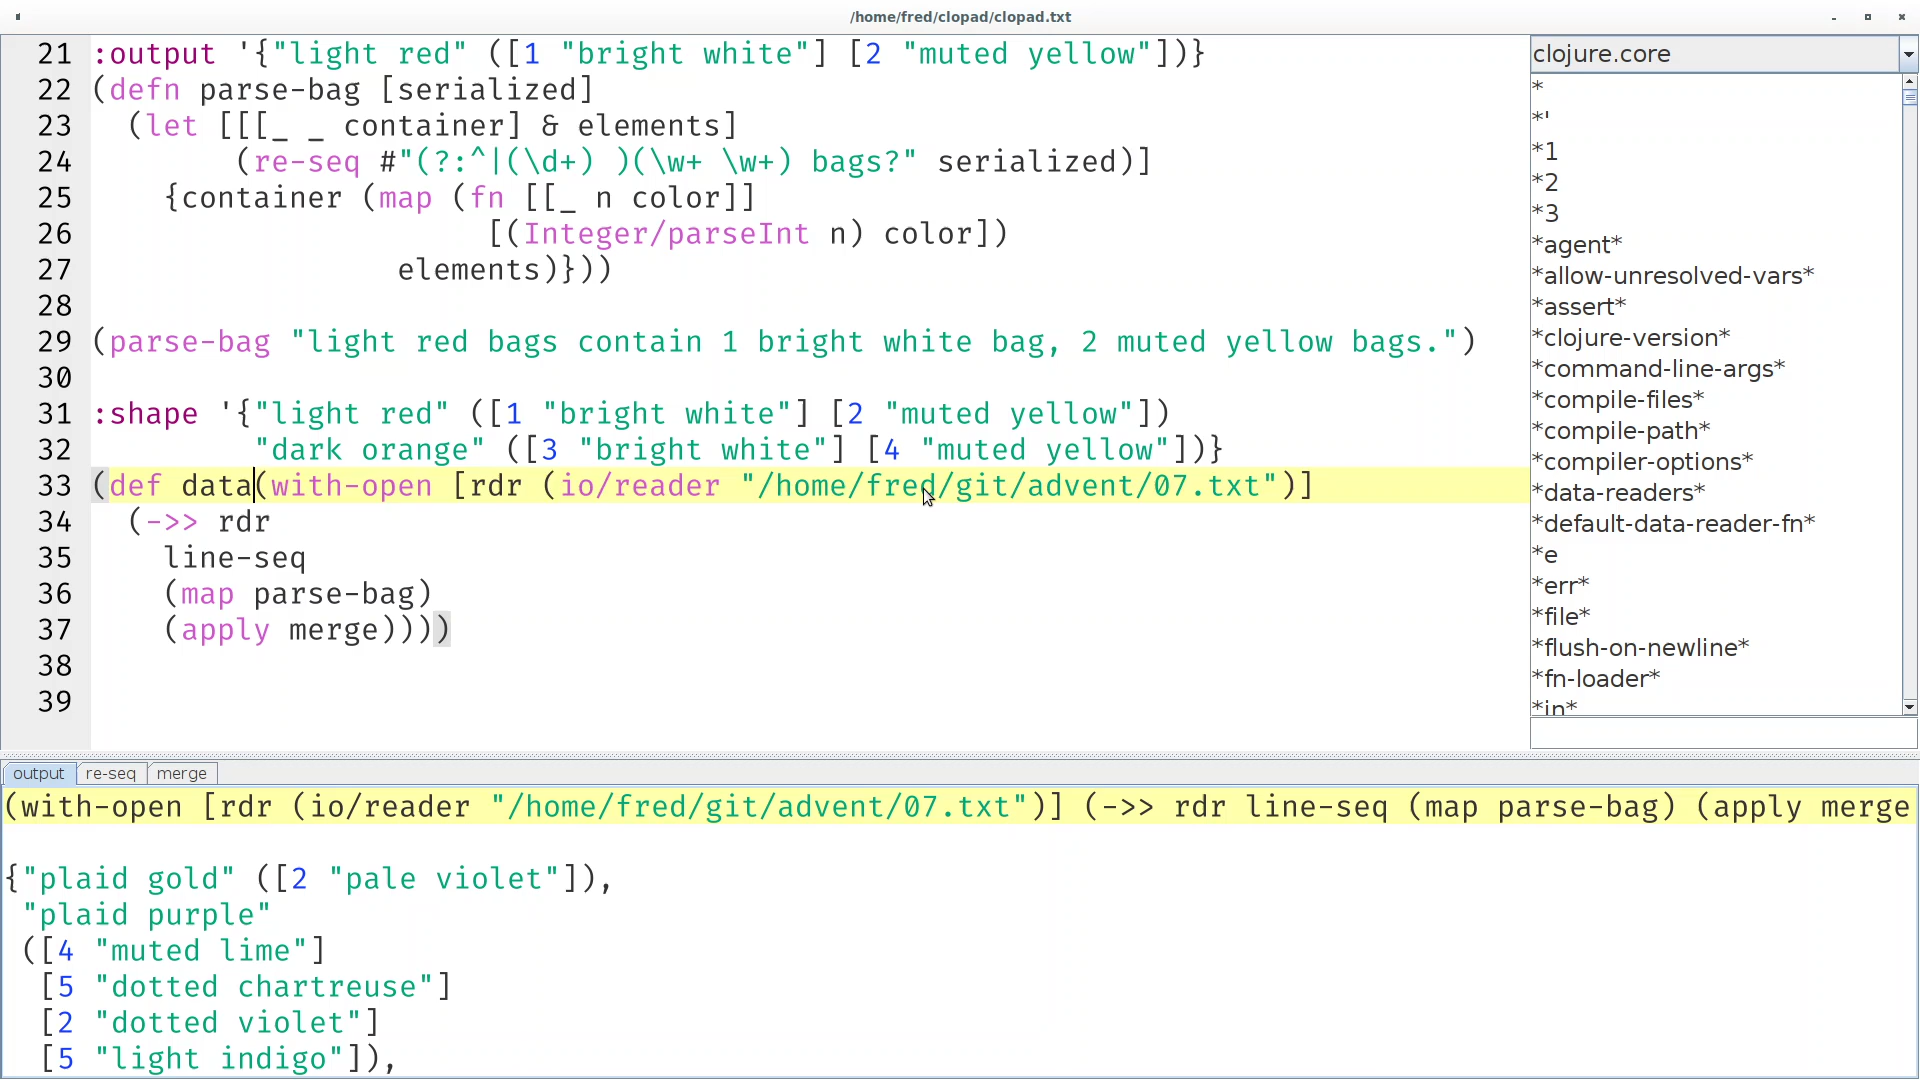 /home/fred/clopad/clopad.txt
21 :output '{"light red" ([1 "bright white"] [2 "muted yellow"])}
22 (defn parse-bag [serialized]
23   (let [[[_ _ container] & elements]
24         (re-seq #"(?:^|(\d+) )(\w+ \w+) bags?" serialized)]
25     {container (map (fn [[_ n color]]
26                       [(Integer/parseInt n) color])
27                  elements)}))
28
29 (parse-bag "light red bags contain 1 bright white bag, 2 muted yellow bags.")
30
31 :shape '{"light red" ([1 "bright white"] [2 "muted yellow"])
32          "dark orange" ([3 "bright white"] [4 "muted yellow"])}
33 (def data(with-open [rdr (io/reader "/home/fred/git/advent/07.txt")]
34   (->> rdr
35     line-seq
36     (map parse-bag)
37     (apply merge))))
38
39
clojure.core
*
*'
*1
*2
*3
*agent*
*allow-unresolved-vars*
*assert*
*clojure-version*
*command-line-args*
*compile-files*
*compile-path*
*compiler-options*
*data-readers*
*default-data-reader-fn*
*e
*err*
*file*
*flush-on-newline*
*fn-loader*
*in*
output re-seq merge
(with-open [rdr (io/reader "/home/fred/git/advent/07.txt")] (->> rdr line-seq (map parse-bag) (apply merge
{"plaid gold" ([2 "pale violet"]),
 "plaid purple"
 ([4 "muted lime"]
  [5 "dotted chartreuse"]
  [2 "dotted violet"]
  [5 "light indigo"]),